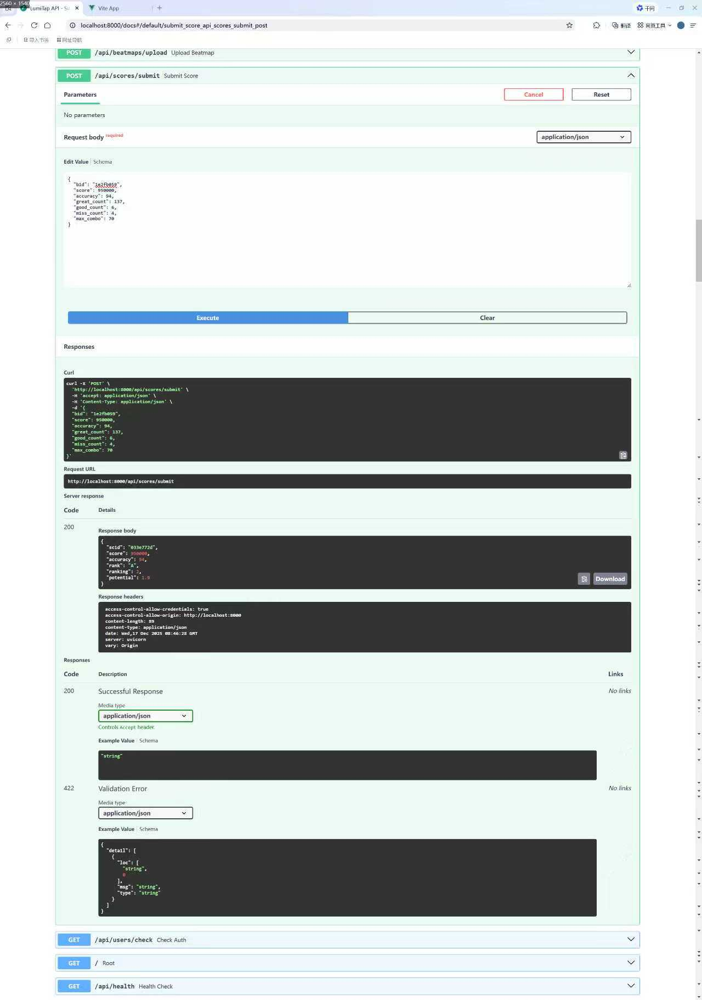 2560 × 1540
LumiTap API - Su
Vite App
千问
localhost:8000/docs#/default/submit_score_api_scores_submit_post
翻译
网页工具
导入书签
网址导航
POST /api/beatmaps/upload Upload Beatmap
POST /api/scores/submit Submit Score
Parameters
Cancel
Reset
No parameters
Request body required
application/json
Edit Value | Schema
{
"bid": "1e2fb059",
"score": 950000,
"accuracy": 94,
"great_count": 137,
"good_count": 6,
"miss_count": 4,
"max_combo": 70
}
Execute
Clear
Responses
Curl
curl -X 'POST' \
'http://localhost:8000/api/scores/submit' \
-H 'accept: application/json' \
-H 'Content-Type: application/json' \
-d '{
"bid": "1e2fb059",
"score": 950000,
"accuracy": 94,
"great_count": 137,
"good_count": 6,
"miss_count": 4,
"max_combo": 70
}'
Request URL
http://localhost:8000/api/scores/submit
Server response
Code Details
200
Response body
{
"scid": "033e772d",
"score": 950000,
"accuracy": 94,
"rank": "A",
"ranking": 2,
"potential": 1.9
}
Download
Response headers
access-control-allow-credentials: true
access-control-allow-origin: http://localhost:8000
content-length: 89
content-type: application/json
date: Wed,17 Dec 2025 08:46:28 GMT
server: uvicorn
vary: Origin
Responses
Code Description Links
200 Successful Response No links
Media type
application/json
Controls Accept header.
Example Value | Schema
"string"
422 Validation Error No links
Media type
application/json
Example Value | Schema
{
"detail": [
{
"loc": [
"string",
0
],
"msg": "string",
"type": "string"
}
]
}
GET /api/users/check Check Auth
GET / Root
GET /api/health Health Check